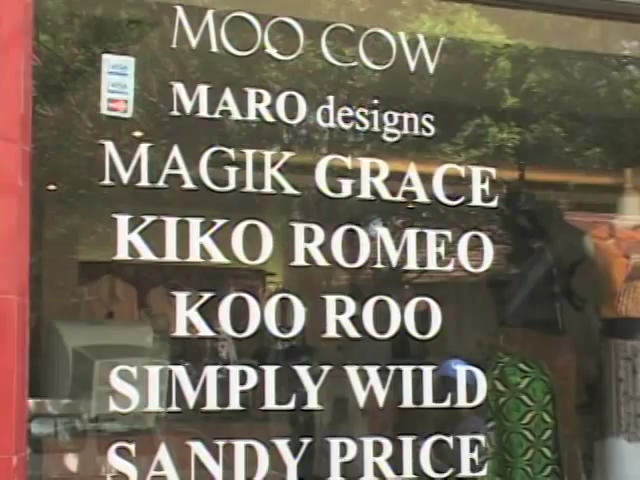 MOO COW
MARO designs
MAGIK GRACE
KIKO ROMEO
KOO ROO
SIMPLY WILD
SANDY PRICE